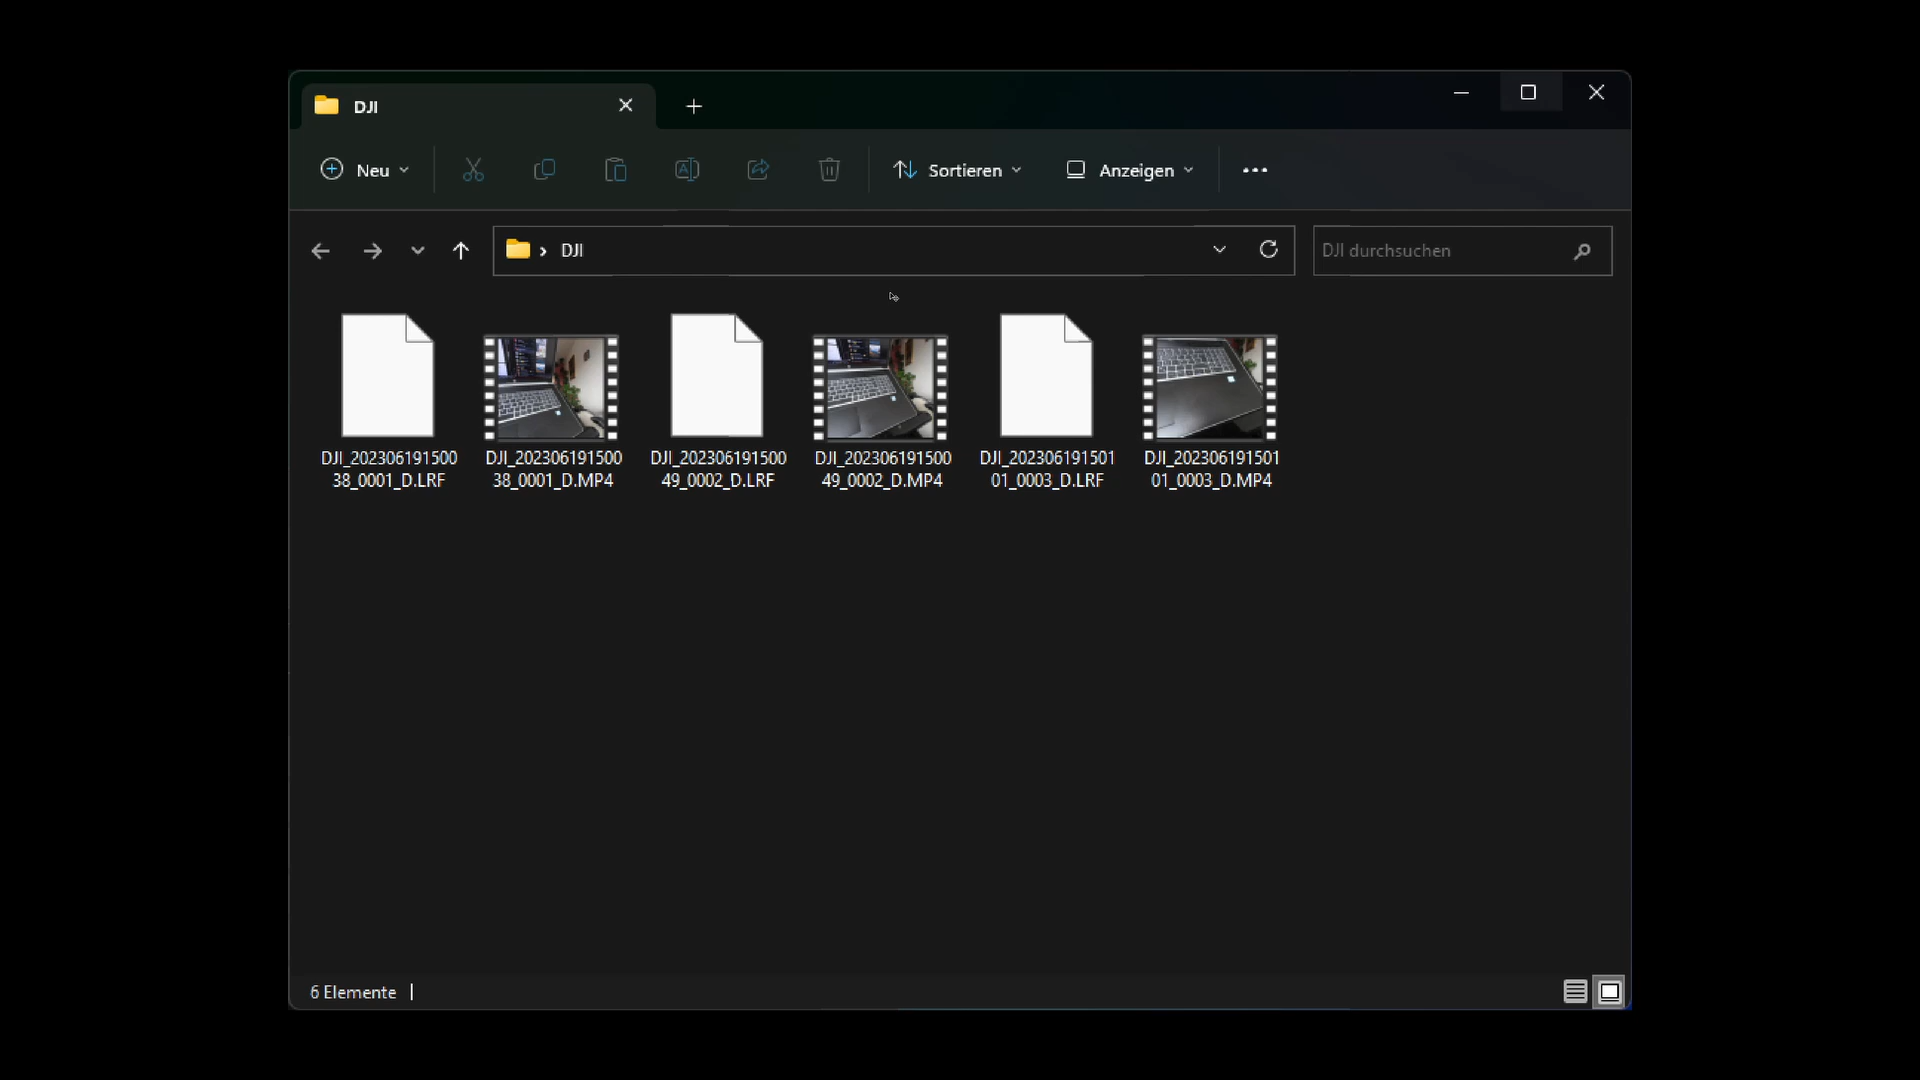 DJI
Neu
Sortieren
Anzeigen
DJI
DJI durchsuchen
DJI_202306191500
38_0001_D.LRF
DJI_202306191500
38_0001_D.MP4
DJI_202306191500
49_0002_D.LRF
DJI_202306191500
49_0002_D.MP4
DJI_202306191501
01_0003_D.LRF
DJI_202306191501
01_0003_D.MP4
6 Elemente